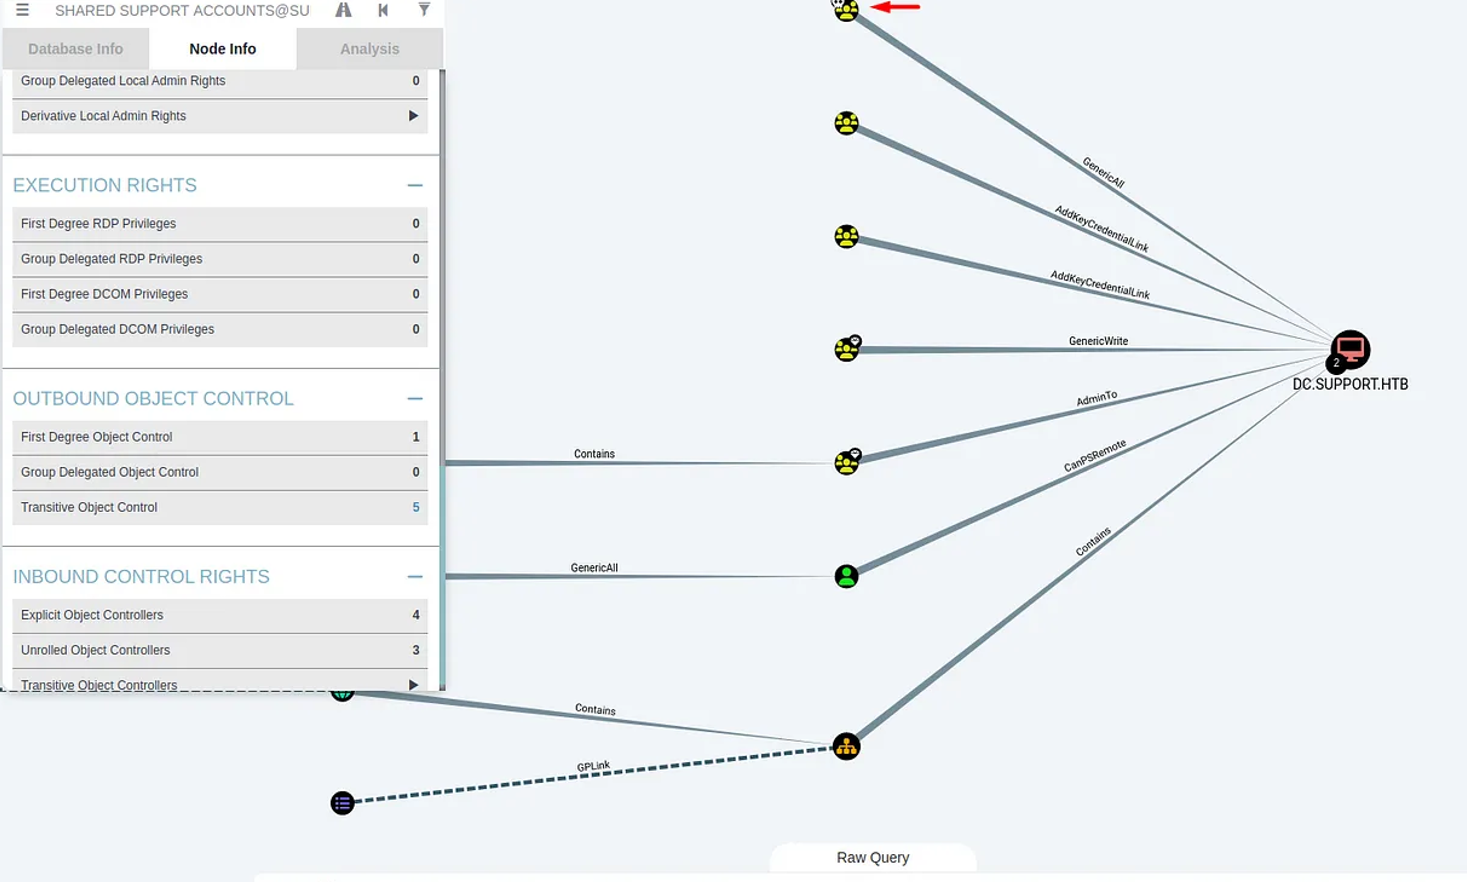 SHARED SUPPORT ACCOUNTS@SU
Database Info
Node Info
Analysis
Group Delegated Local Admin Rights 0
Derivative Local Admin Rights
EXECUTION RIGHTS
First Degree RDP Privileges 0
Group Delegated RDP Privileges 0
First Degree DCOM Privileges 0
Group Delegated DCOM Privileges 0
OUTBOUND OBJECT CONTROL
First Degree Object Control 1
Group Delegated Object Control 0
Transitive Object Control 5
INBOUND CONTROL RIGHTS
Explicit Object Controllers 4
Unrolled Object Controllers 3
Transitive Object Controllers
GenericAll
AddKeyCredentialLink
AddKeyCredentialLink
GenericWrite
AdminTo
CanPSRemote
Contains
2
DC.SUPPORT.HTB
Contains
GenericAll
Contains
GPLink
Raw Query